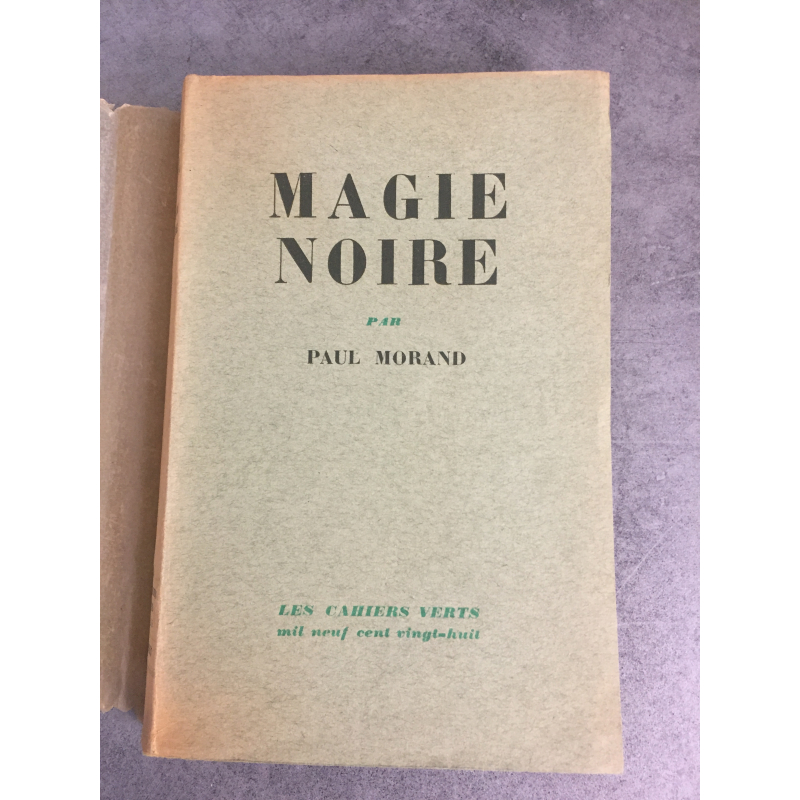 MAGIE
NOIRE
PAR
PAUL MORAND
LES CAHIERS VERTS
mil neuf cent vingt-huit